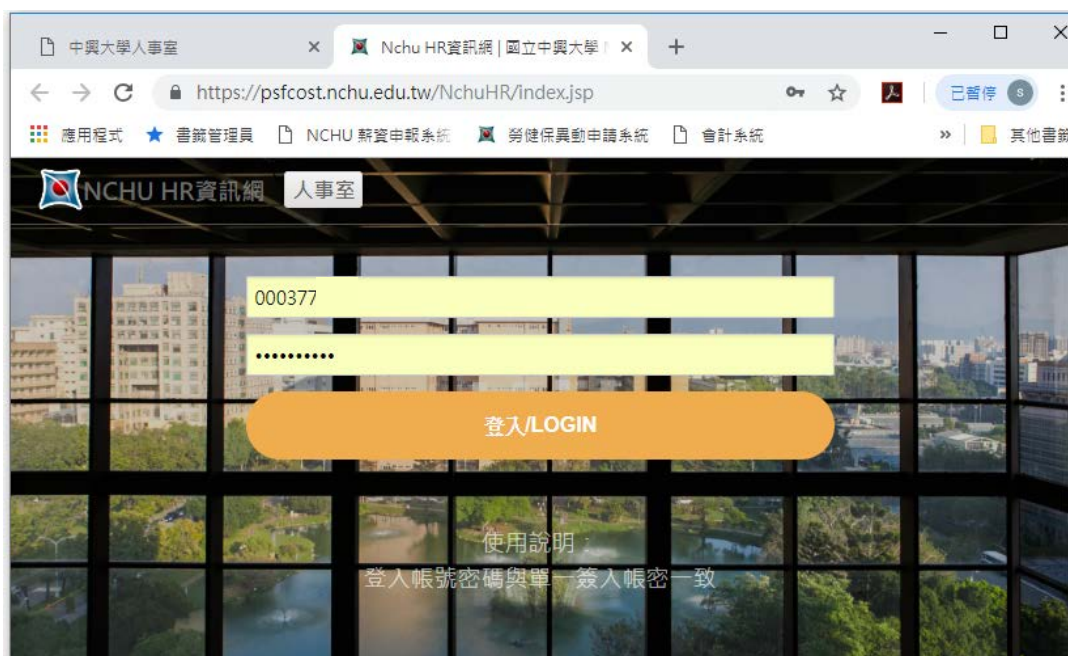 中興大學人事室
Nchu HR資訊網 | 國立中興大學
https://psfcost.nchu.edu.tw/NchuHR/index.jsp
已暫停 S
應用程式 書籤管理員 NCHU 薪資申報系統 勞健保異動申請系統 會計系統 » 其他書籤
NCHU HR資訊網 人事室
000377
••••••••••
登入/LOGIN
使用說明：
登入帳號密碼與單一簽入帳密一致